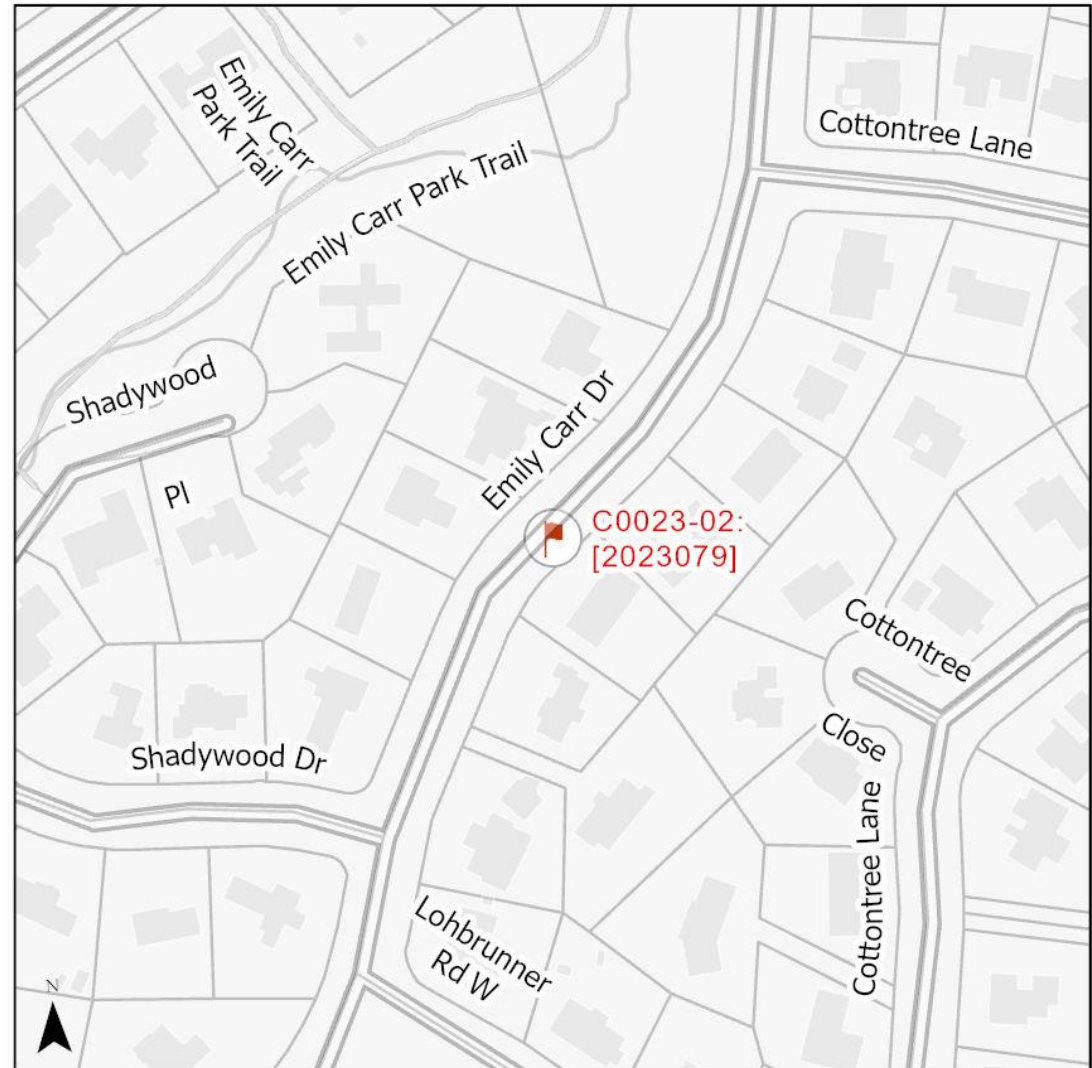 Emily Carr
Park Trail
Cottontree Lane
Emily Carr Park Trail
Shadywood
Pl
Emily Carr Dr
C0023-02:
[2023079]
Cottontree
Close
Shadywood Dr
Cottontree Lane
Lohbrunner
Rd W
N